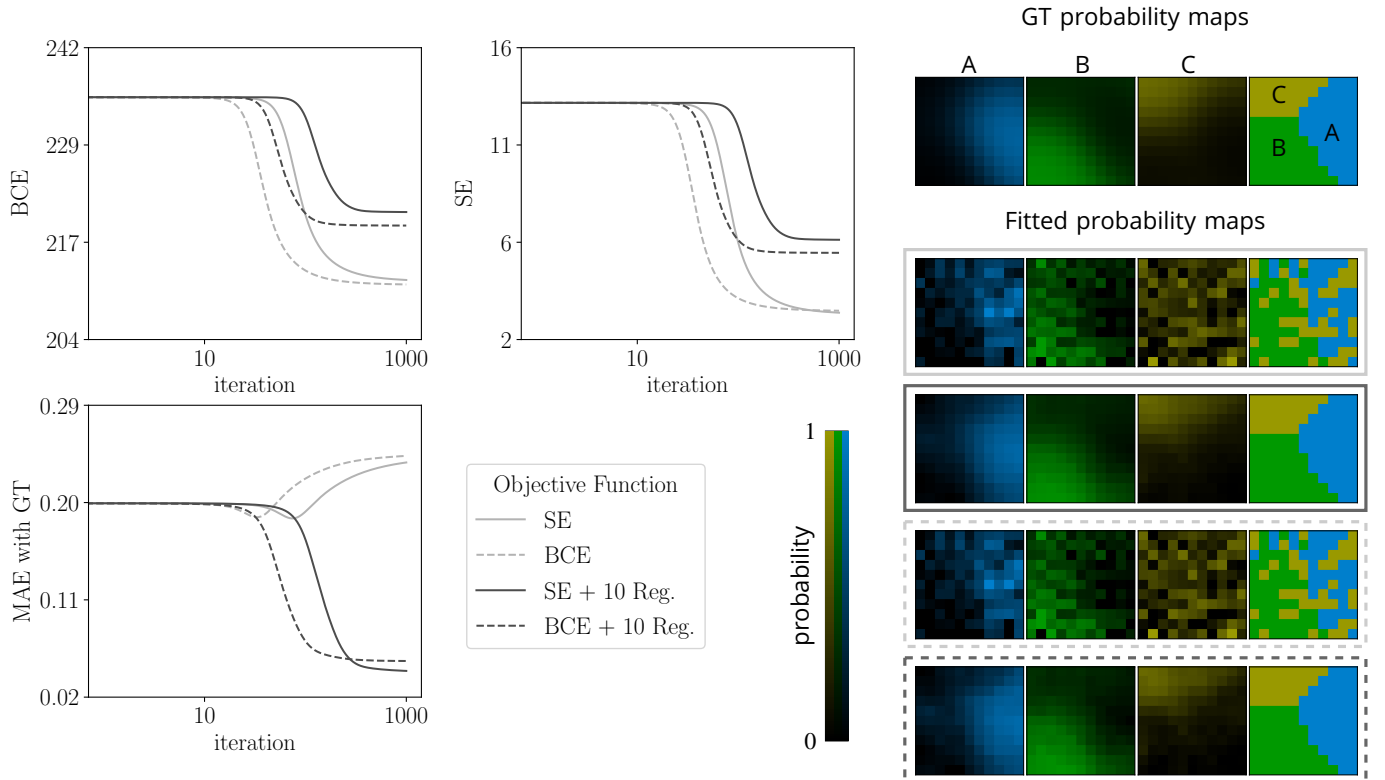 242
229
217
204
BCE
10
1000
iteration
16
11
6
2
SE
10
1000
iteration
0.29
0.20
0.11
0.02
MAE with GT
10
1000
iteration
Objective Function
SE
BCE
SE + 10 Reg.
BCE + 10 Reg.
probability
1
0
GT probability maps
A
B
C
C
A
B
Fitted probability maps